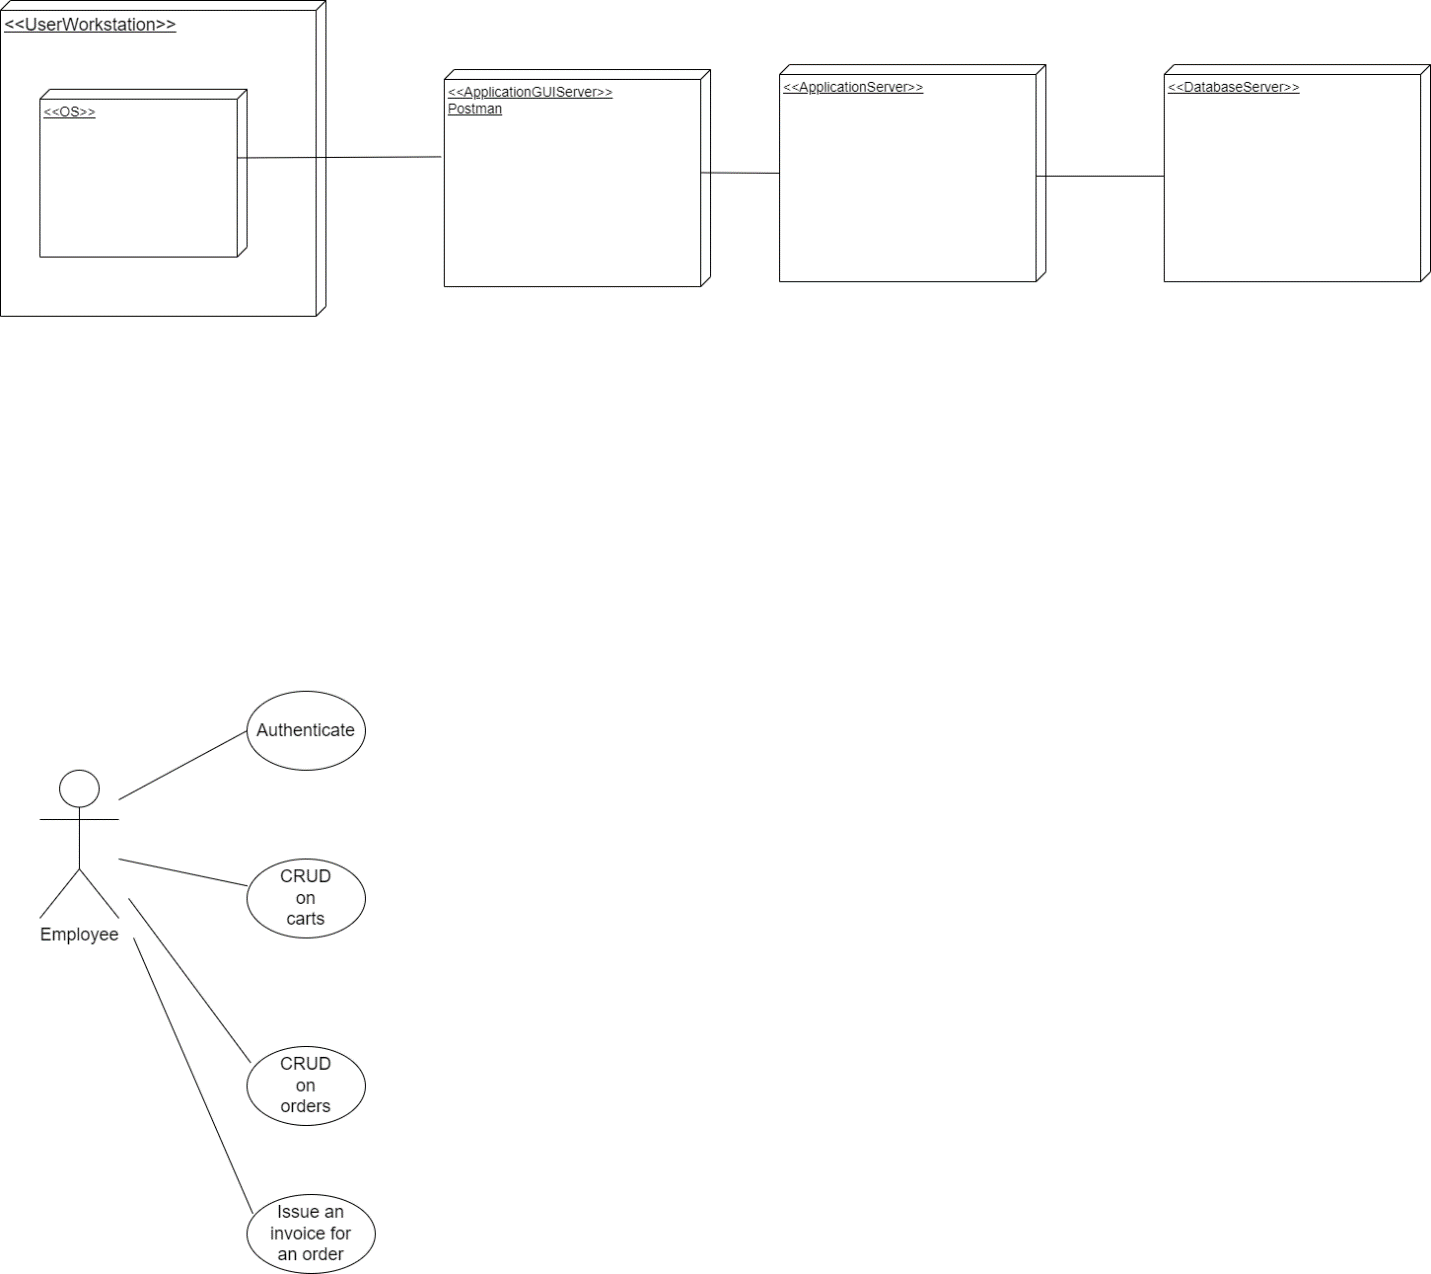 <<UserWorkstation>>
<<OS>>
<<ApplicationGUIServer>>
Postman
<<ApplicationServer>>
<<DatabaseServer>>
Authenticate
Employee
CRUD
on
carts
CRUD
on
orders
Issue an
invoice for
an order